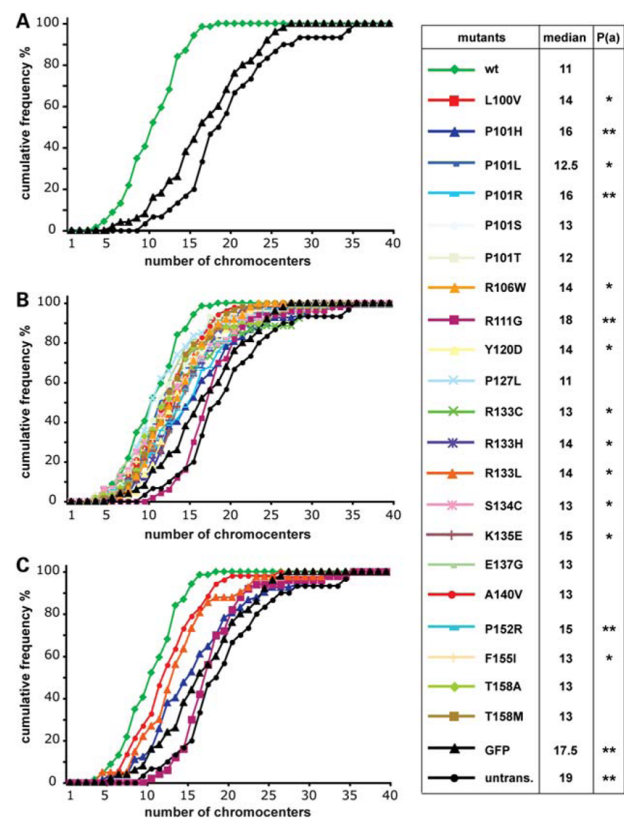 A
100
80
60
40
20
0
cumulative frequency %
1 5 10 15 20 25 30 35 40
number of chromocenters
B
100
80
60
40
20
0
cumulative frequency %
1 5 10 15 20 25 30 35 40
number of chromocenters
C
100
80
60
40
20
0
cumulative frequency %
1 5 10 15 20 25 30 35 40
number of chromocenters
mutants median P(a)
wt 11
L100V 14 *
P101H 16 **
P101L 12.5 *
P101R 16 **
P101S 13
P101T 12
R106W 14 *
R111G 18 **
Y120D 14 *
P127L 11
R133C 13 *
R133H 14 *
R133L 14 *
S134C 13 *
K135E 15 *
E137G 13
A140V 13
P152R 15 **
F155I 13 *
T158A 13
T158M 13
GFP 17.5 **
untrans. 19 **